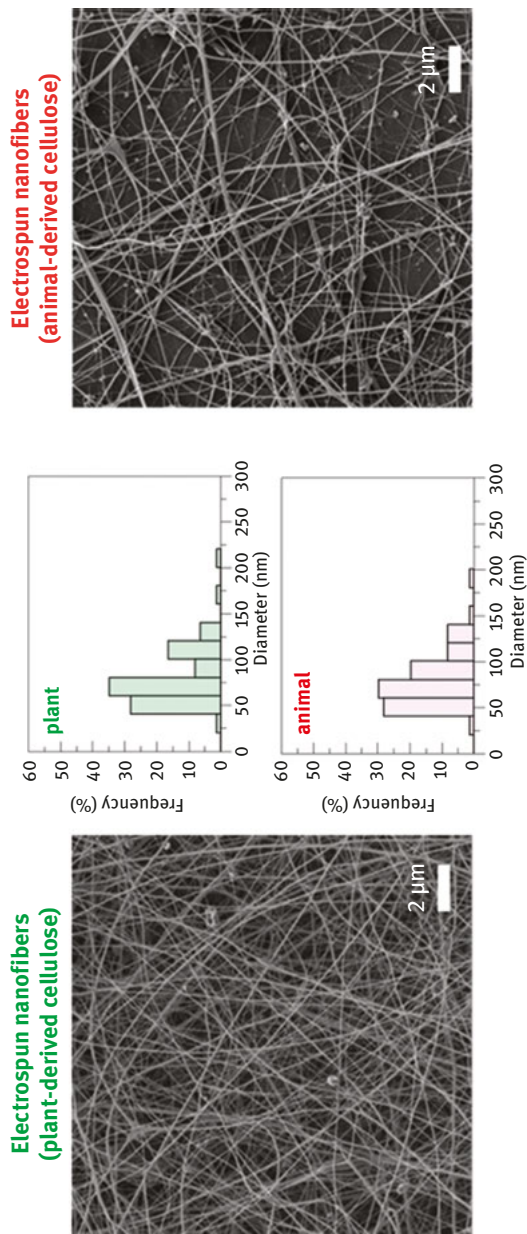 Electrospun nanofibers
(plant-derived cellulose)
2 μm
60
50
40
30
20
10
0
Frequency (%)
plant
0
50
100
150
200
250
300
Diameter (nm)
60
50
40
30
20
10
0
Frequency (%)
animal
0
50
100
150
200
250
300
Diameter (nm)
Electrospun nanofibers
(animal-derived cellulose)
2 μm